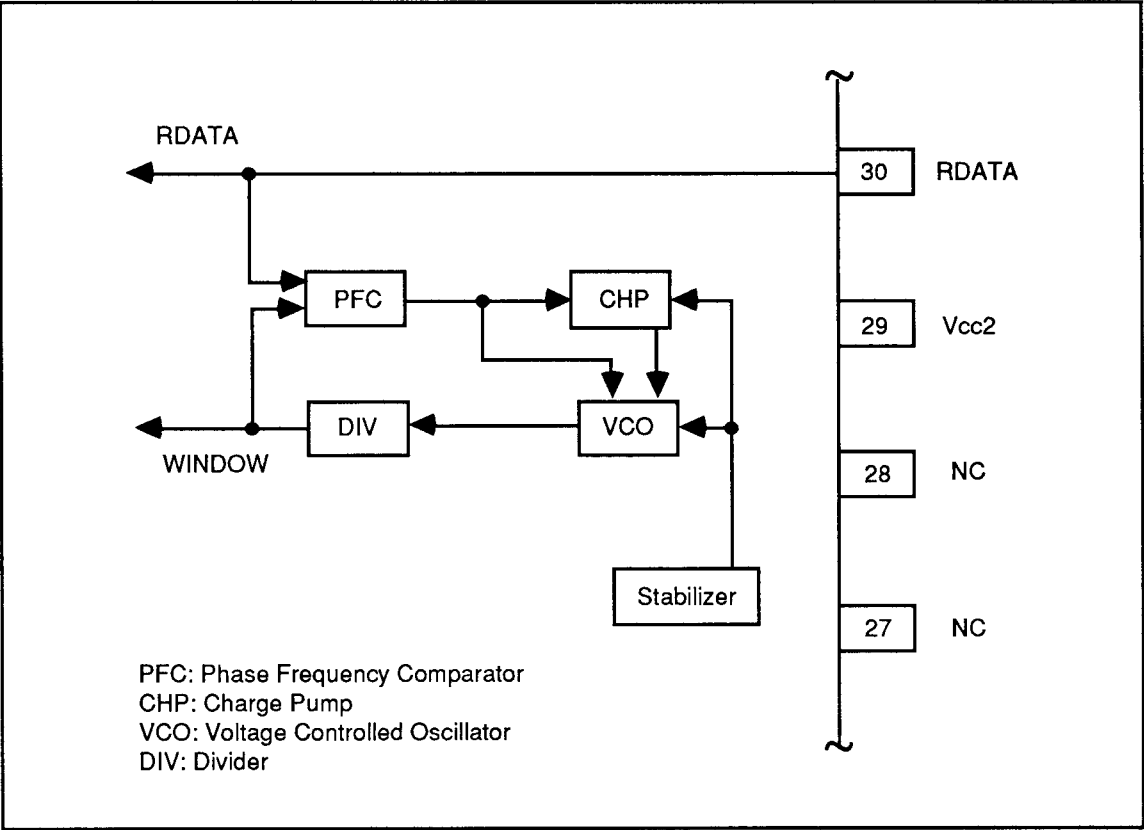 RDATA
30 RDATA
PFC
CHP
29 Vcc2
DIV
VCO
WINDOW
28 NC
Stabilizer
27 NC
PFC: Phase Frequency Comparator
CHP: Charge Pump
VCO: Voltage Controlled Oscillator
DIV: Divider